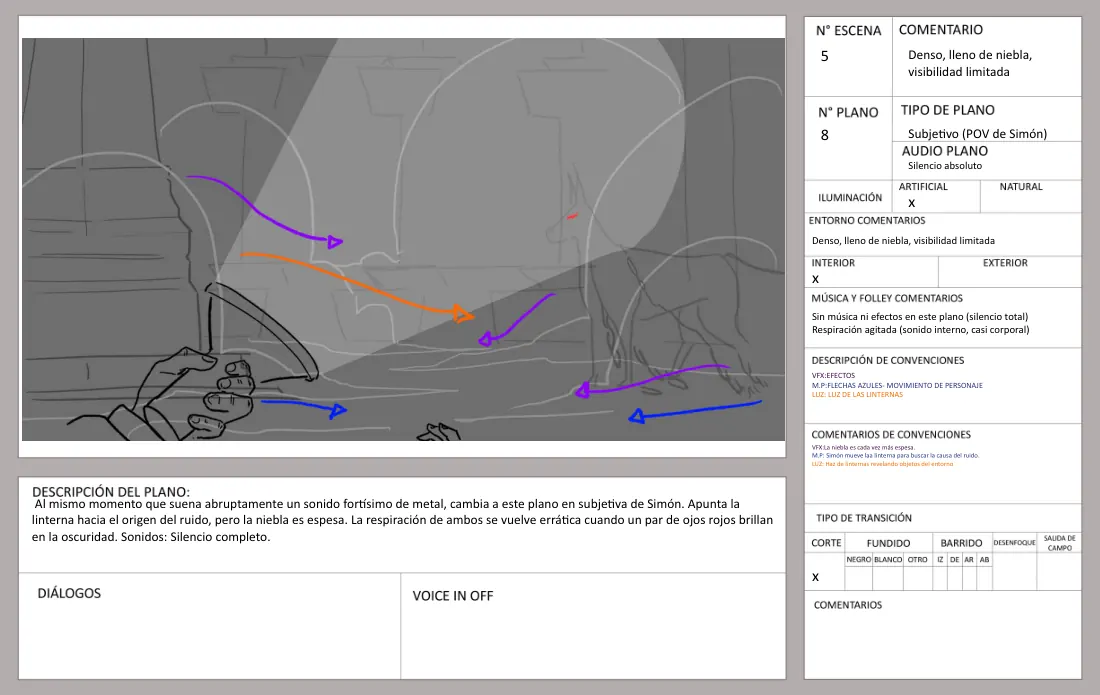 N° ESCENA
5
COMENTARIO
Denso, lleno de niebla,
visibilidad limitada
N° PLANO
8
TIPO DE PLANO
Subjetivo (POV de Simón)
AUDIO PLANO
Silencio absoluto
ILUMINACIÓN
ARTIFICIAL
X
NATURAL
ENTORNO COMENTARIOS
Denso, lleno de niebla, visibilidad limitada
INTERIOR
X
EXTERIOR
MÚSICA Y FOLLEY COMENTARIOS
Sin música ni efectos en este plano (silencio total)
Respiración agitada (sonido interno, casi corporal)
DESCRIPCIÓN DE CONVENCIONES
VFX:EFECTOS
M.P:FLECHAS AZULES- MOVIMIENTO DE PERSONAJE
LUZ: LUZ DE LAS LINTERNAS
COMENTARIOS DE CONVENCIONES
VFX:La niebla es cada vez más espesa.
M.P: Simón mueve laa linterna para buscar la causa del ruido.
LUZ: Haz de linternas revelando objetos del entorno
TIPO DE TRANSICIÓN
CORTE
X
FUNDIDO
NEGRO BLANCO OTRO
BARRIDO
IZ DE AR AB
DESENFOQUE
SALIDA DE
CAMPO
COMENTARIOS
DESCRIPCIÓN DEL PLANO:
Al mismo momento que suena abruptamente un sonido fortísimo de metal, cambia a este plano en subjetiva de Simón. Apunta la
linterna hacia el origen del ruido, pero la niebla es espesa. La respiración de ambos se vuelve errática cuando un par de ojos rojos brillan
en la oscuridad. Sonidos: Silencio completo.
DIÁLOGOS
VOICE IN OFF